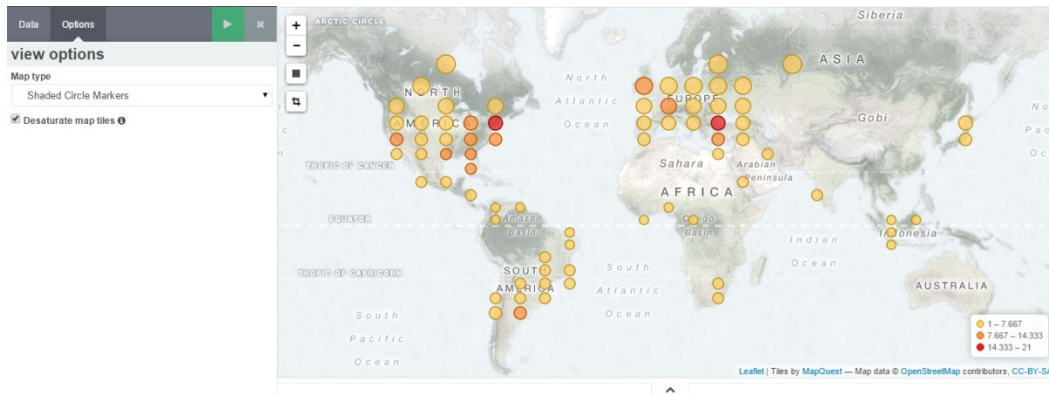 Data Options
view options
Map type
Shaded Circle Markers
Desaturate map tiles
+
−
ARCTIC CIRCLE
Siberia
ASIA
North
Atlantic
Ocean
NORTH
AMERICA
EUROPE
Gobi
No
Pac
Oc
c
n
TROPIC OF CANCER
Sahara
Arabian
Peninsula
AFRICA
EQUATOR
Amazon
Basin
Congo
Basin
Indian
Ocean
Indonesia
TROPIC OF CAPRICORN
SOUTH
AMERICA
South
Atlantic
Ocean
AUSTRALIA
South
Pacific
Ocean
1 – 7.667
7.667 – 14.333
14.333 – 21
Leaflet | Tiles by MapQuest — Map data © OpenStreetMap contributors, CC-BY-SA